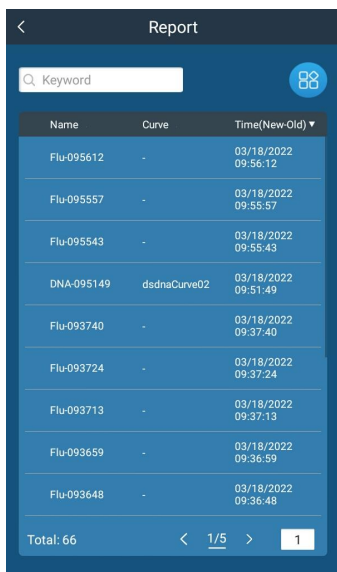 Report
Keyword
Name Curve Time(New-Old) ▼
Flu-095612 - 03/18/2022
09:56:12
Flu-095557 - 03/18/2022
09:55:57
Flu-095543 - 03/18/2022
09:55:43
DNA-095149 dsdnaCurve02 03/18/2022
09:51:49
Flu-093740 - 03/18/2022
09:37:40
Flu-093724 - 03/18/2022
09:37:24
Flu-093713 - 03/18/2022
09:37:13
Flu-093659 - 03/18/2022
09:36:59
Flu-093648 - 03/18/2022
09:36:48
Total: 66 < 1/5 > 1